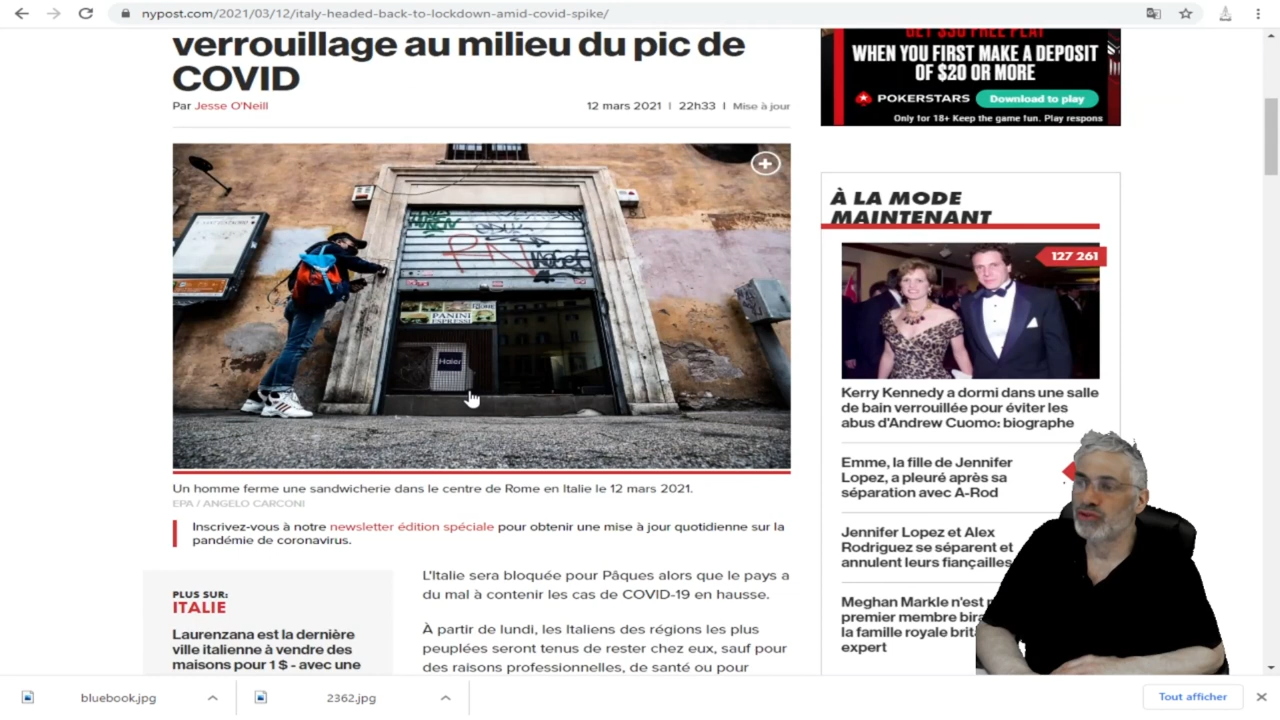 nypost.com/2021/03/12/italy-headed-back-to-lockdown-amid-covid-spike/
verrouillage au milieu du pic de
COVID
Par Jesse O'Neill
12 mars 2021 | 22h33 | Mise à jour
PANINI
ESPRESSI
Haier
Un homme ferme une sandwicherie dans le centre de Rome en Italie le 12 mars 2021.
EPA / ANGELO CARCONI
Inscrivez-vous à notre newsletter édition spéciale pour obtenir une mise à jour quotidienne sur la
pandémie de coronavirus.
PLUS SUR:
ITALIE
Laurenzana est la dernière
ville italienne à vendre des
maisons pour 1 $ - avec une
L'Italie sera bloquée pour Pâques alors que le pays a
du mal à contenir les cas de COVID-19 en hausse.
À partir de lundi, les Italiens des régions les plus
peuplées seront tenus de rester chez eux, sauf pour
des raisons professionnelles, de santé ou pour
GET $30 FREE PLAY
WHEN YOU FIRST MAKE A DEPOSIT
OF $20 OR MORE
POKERSTARS Download to play
Only for 18+ Keep the game fun. Play respons
À LA MODE
MAINTENANT
127 261
Kerry Kennedy a dormi dans une salle
de bain verrouillée pour éviter les
abus d'Andrew Cuomo: biographe
Emme, la fille de Jennifer
Lopez, a pleuré après sa
séparation avec A-Rod
Jennifer Lopez et Alex
Rodriguez se séparent et
annulent leurs fiançailles
Meghan Markle n'est
premier membre
la famille royale
expert
bluebook.jpg
2362.jpg
Tout afficher